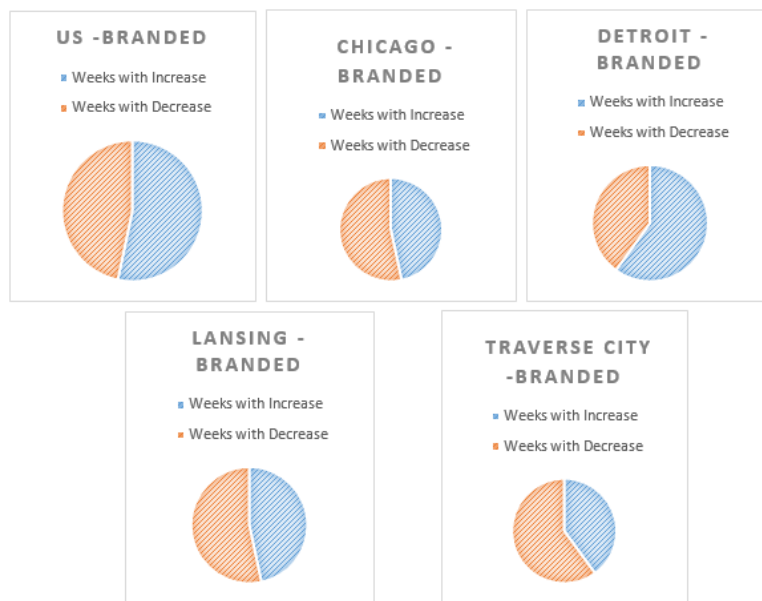 US -BRANDED
Weeks with Increase
Weeks with Decrease
CHICAGO -
BRANDED
Weeks with Increase
Weeks with Decrease
DETROIT -
BRANDED
Weeks with Increase
Weeks with Decrease
LANSING -
BRANDED
Weeks with Increase
Weeks with Decrease
TRAVERSE CITY
-BRANDED
Weeks with Increase
Weeks with Decrease